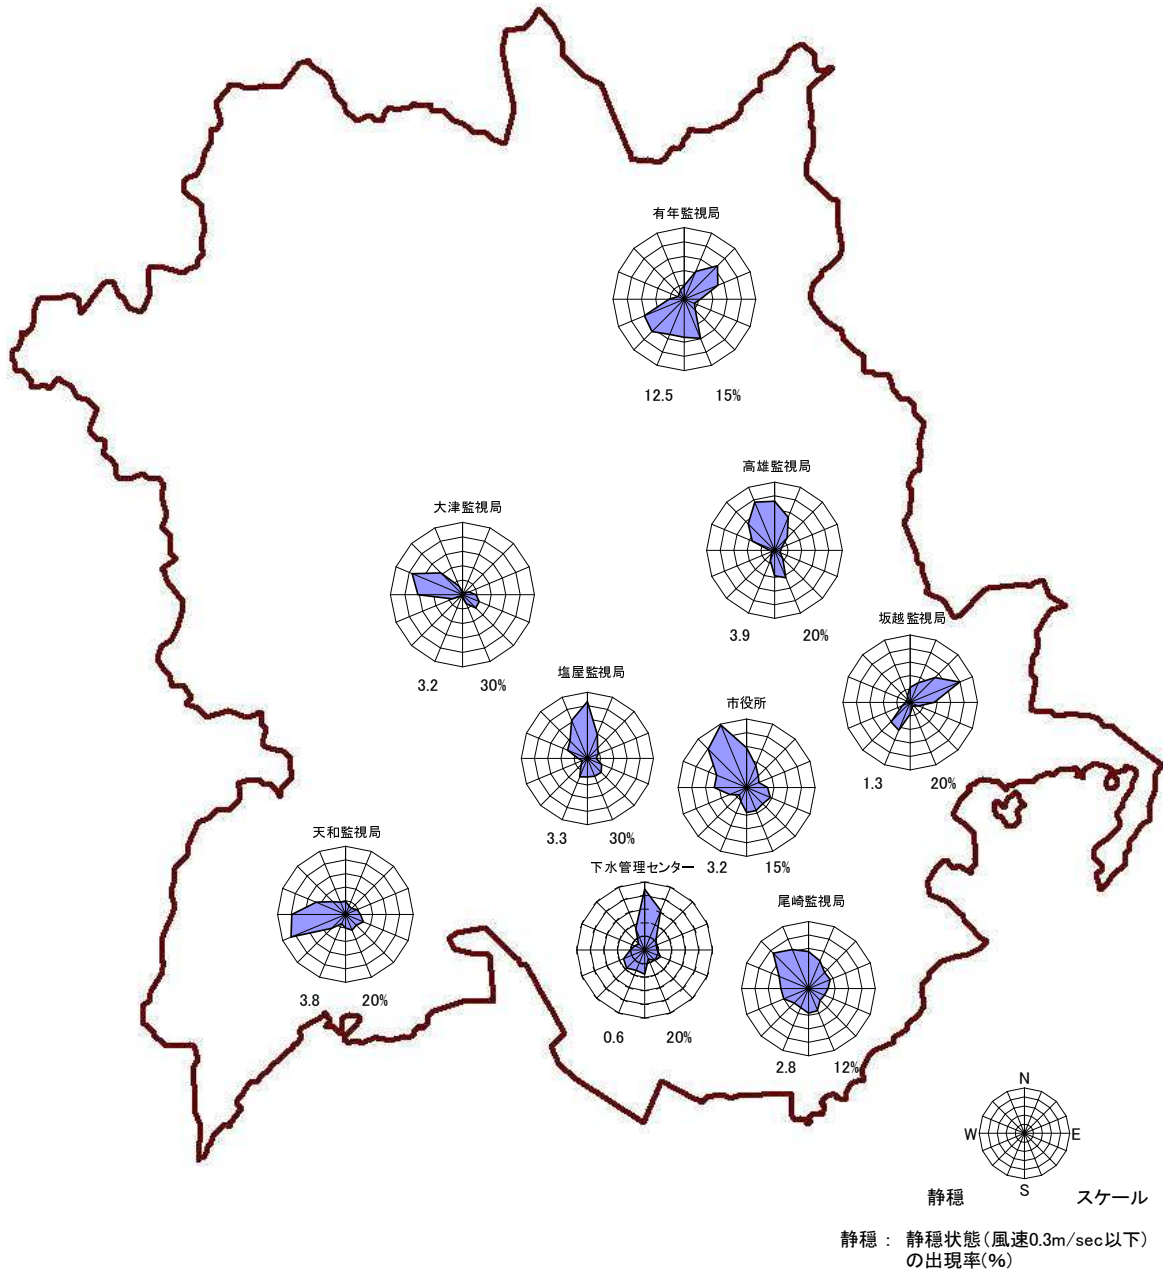 有年監視局
12.5 15%
高雄監視局
3.9 20%
大津監視局
3.2 30%
坂越監視局
1.3 20%
塩屋監視局
3.3 30%
市役所
3.2 15%
天和監視局
3.8 20%
下水管理センター
0.6 20%
尾崎監視局
2.8 12%
N
W E
S
静穏 スケール
静穏： 静穏状態(風速0.3m/sec以下)
の出現率(%)